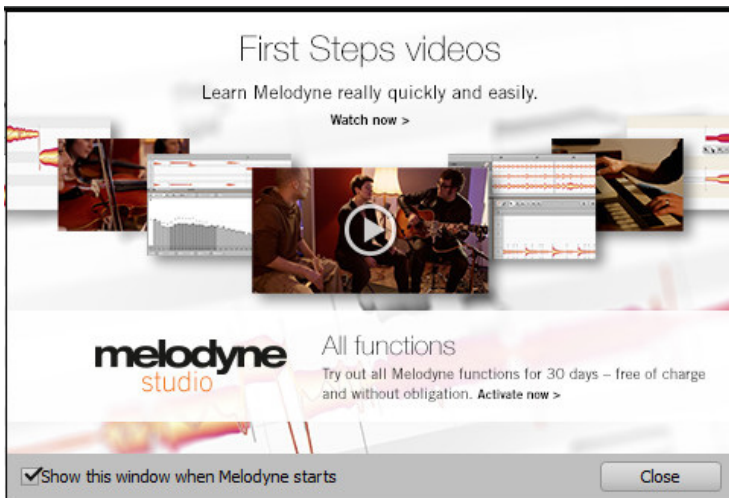 First Steps videos
Learn Melodyne really quickly and easily.
Watch now >
melodyne
studio
All functions
Try out all Melodyne functions for 30 days – free of charge
and without obligation. Activate now >
Show this window when Melodyne starts
Close